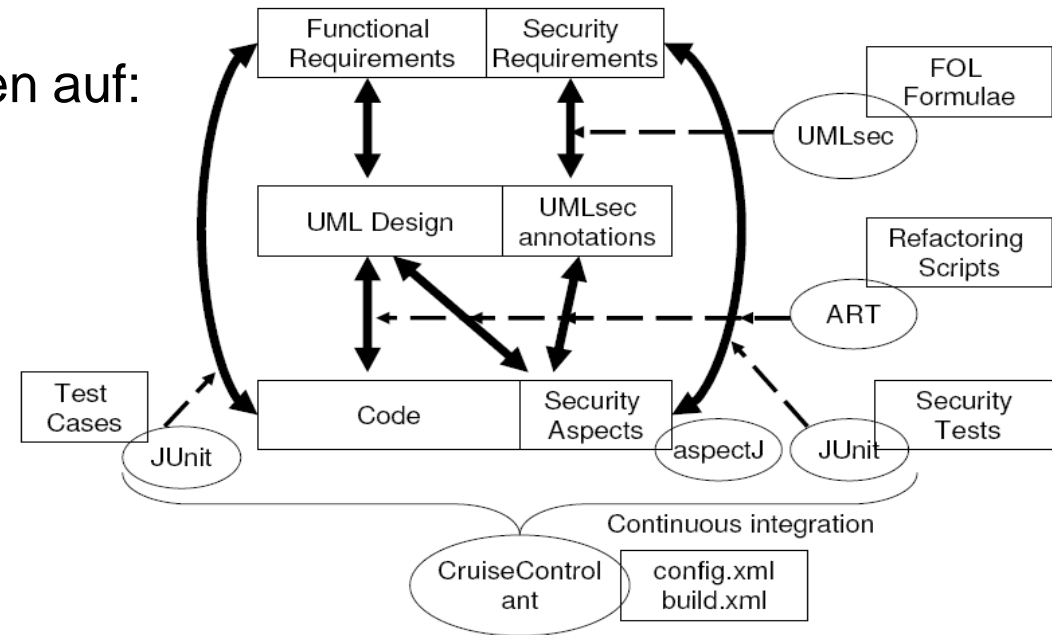 en auf:
Functional
Requirements
Security
Requirements
FOL
Formulae
UMLsec
UML Design
UMLsec
annotations
Refactoring
Scripts
ART
Test
Cases
JUnit
Code
Security
Aspects
aspectJ
JUnit
Security
Tests
Continuous integration
CruiseControl
ant
config.xml
build.xml